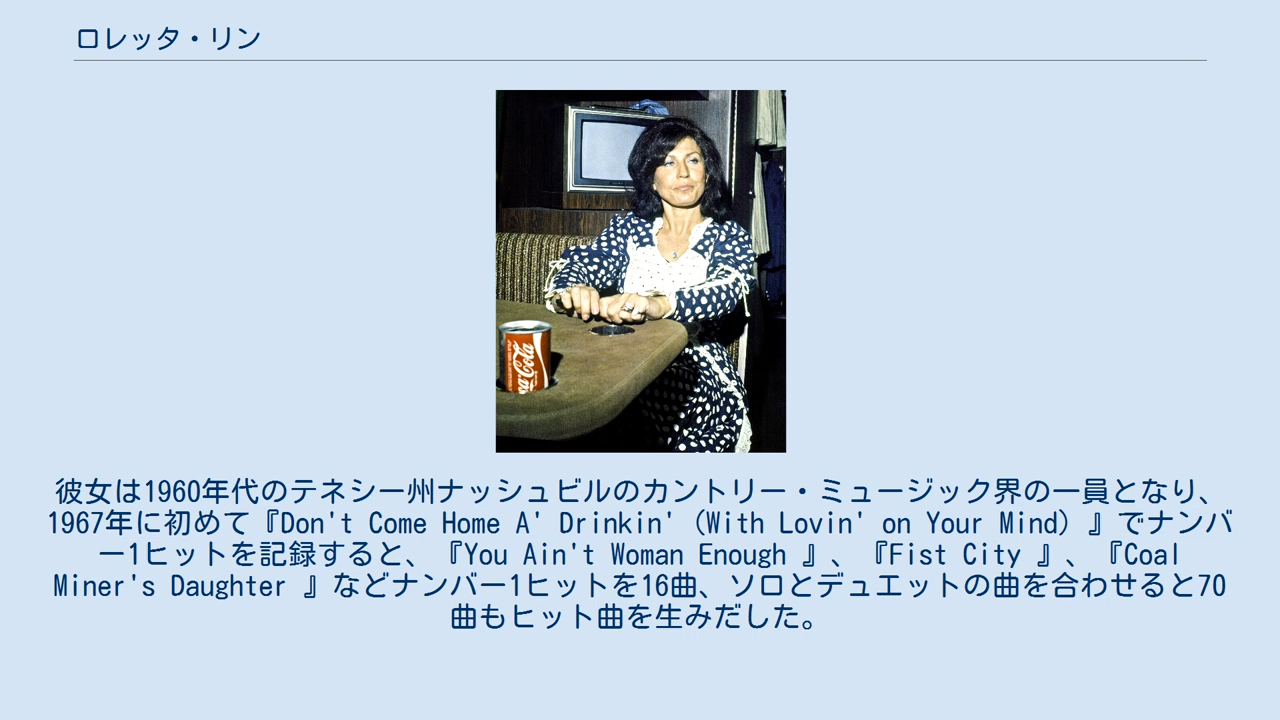 ロレッタ・リン
Coca-Cola
彼女は1960年代のテネシー州ナッシュビルのカントリー・ミュージック界の一員となり、
1967年に初めて『Don't Come Home A' Drinkin' (With Lovin' on Your Mind) 』でナンバ
ー1ヒットを記録すると、『You Ain't Woman Enough 』、『Fist City 』、『Coal
Miner's Daughter 』などナンバー1ヒットを16曲、ソロとデュエットの曲を合わせると70
曲もヒット曲を生みだした。